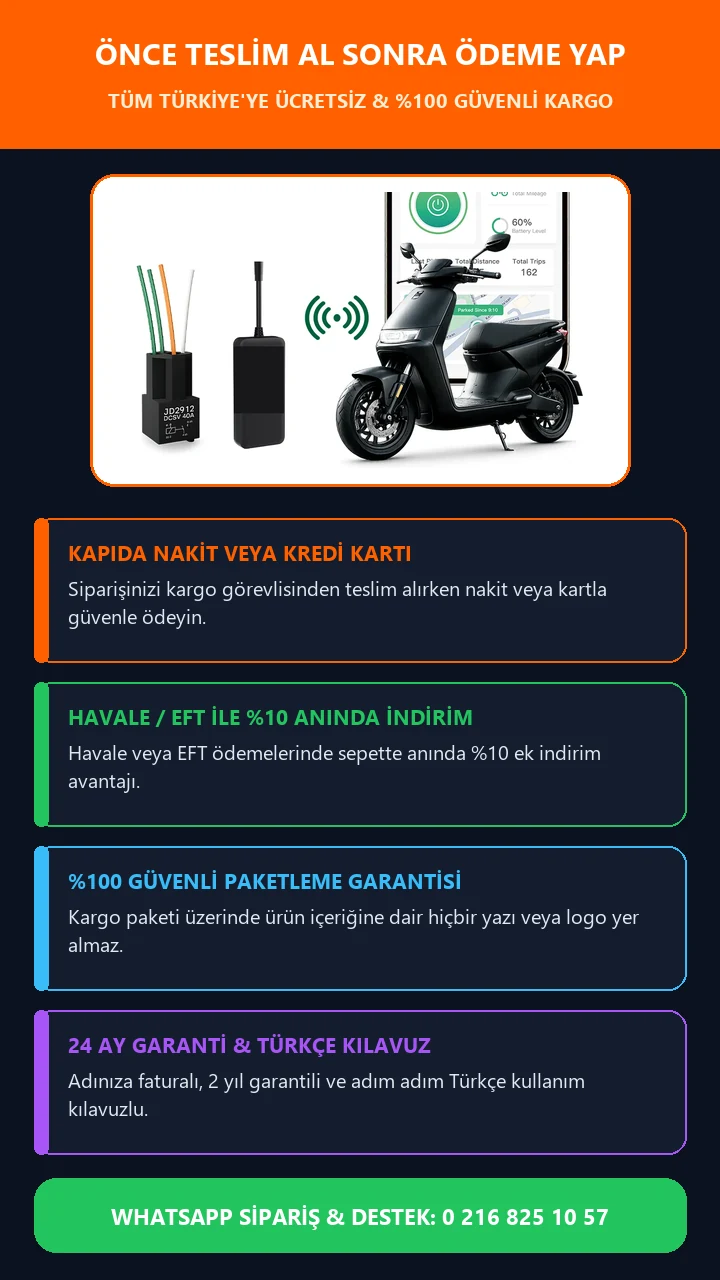 ÖNCE TESLİM AL SONRA ÖDEME YAP
TÜM TÜRKİYE'YE ÜCRETSİZ & %100 GÜVENLİ KARGO
Total Mileage
60%
Battery Level
Total Distance
Total Trips
162
Parked Since 9:10
JD2912
DC5V 40A
KAPIDA NAKİT VEYA KREDİ KARTI
Siparişinizi kargo görevlisinden teslim alırken nakit veya kartla
güvenle ödeyin.
HAVALE / EFT İLE %10 ANINDA İNDİRİM
Havale veya EFT ödemelerinde sepette anında %10 ek indirim
avantajı.
%100 GÜVENLİ PAKETLEME GARANTİSİ
Kargo paketi üzerinde ürün içeriğine dair hiçbir yazı veya logo yer
almaz.
24 AY GARANTİ & TÜRKÇE KILAVUZ
Adınıza faturalı, 2 yıl garantili ve adım adım Türkçe kullanım
kılavuzlu.
WHATSAPP SİPARİŞ & DESTEK: 0 216 825 10 57